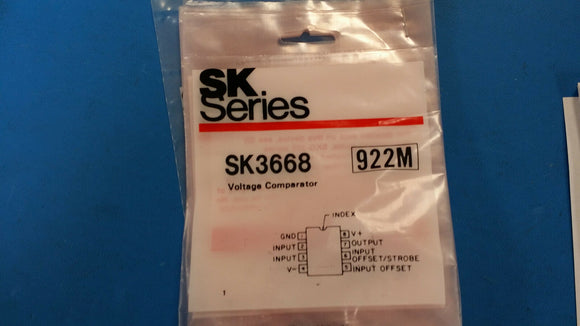 SK
Series
SK3668 922M
Voltage Comparator
INDEX
GND 1 8 V+
INPUT 2 7 OUTPUT
INPUT 3 6 INPUT
OFFSET/STROBE
V- 4 5 INPUT OFFSET
1